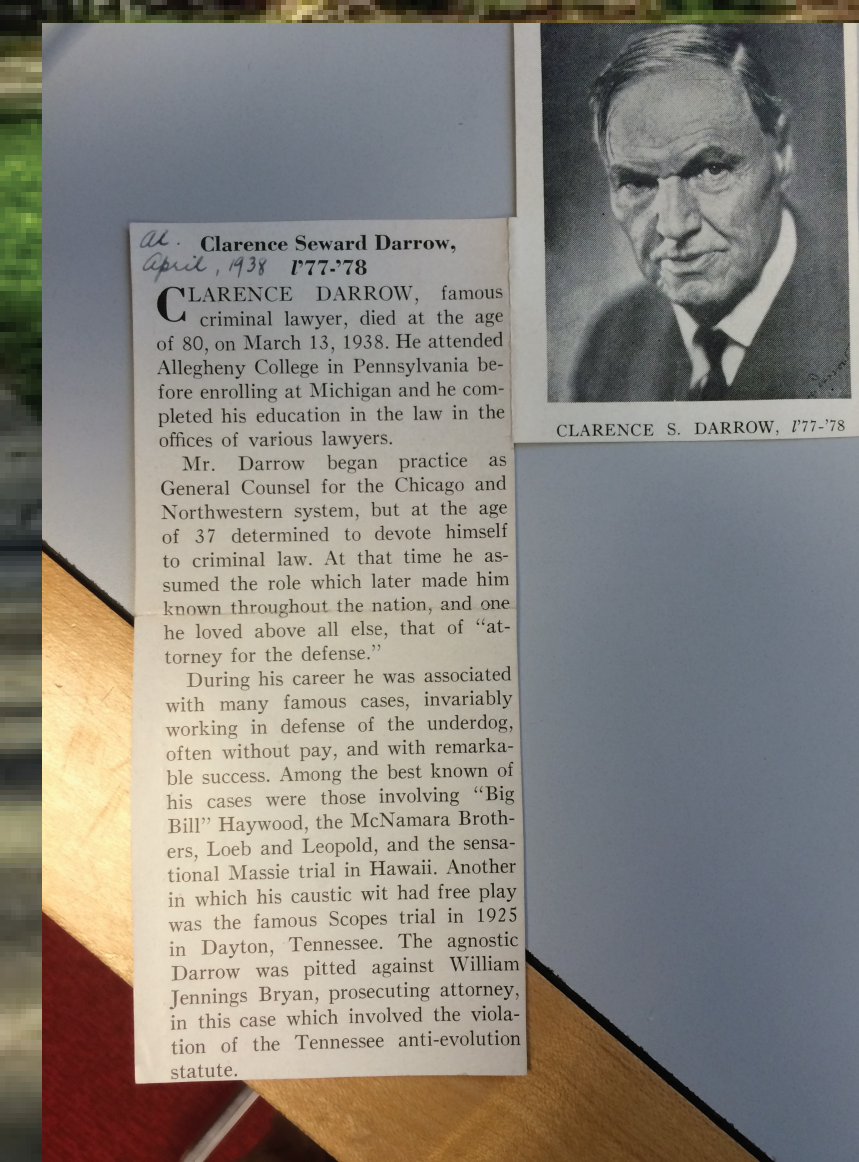 al.
April, 1938
Clarence Seward Darrow,
l'77-'78
CLARENCE DARROW, famous
criminal lawyer, died at the age
of 80, on March 13, 1938. He attended
Allegheny College in Pennsylvania be-
fore enrolling at Michigan and he com-
pleted his education in the law in the
offices of various lawyers.
Mr. Darrow began practice as
General Counsel for the Chicago and
Northwestern system, but at the age
of 37 determined to devote himself
to criminal law. At that time he as-
sumed the role which later made him
known throughout the nation, and one
he loved above all else, that of “at-
torney for the defense.”
During his career he was associated
with many famous cases, invariably
working in defense of the underdog,
often without pay, and with remarka-
ble success. Among the best known of
his cases were those involving “Big
Bill” Haywood, the McNamara Broth-
ers, Loeb and Leopold, and the sensa-
tional Massie trial in Hawaii. Another
in which his caustic wit had free play
was the famous Scopes trial in 1925
in Dayton, Tennessee. The agnostic
Darrow was pitted against William
Jennings Bryan, prosecuting attorney,
in this case which involved the viola-
tion of the Tennessee anti-evolution
statute.
CLARENCE S. DARROW, l'77-'78